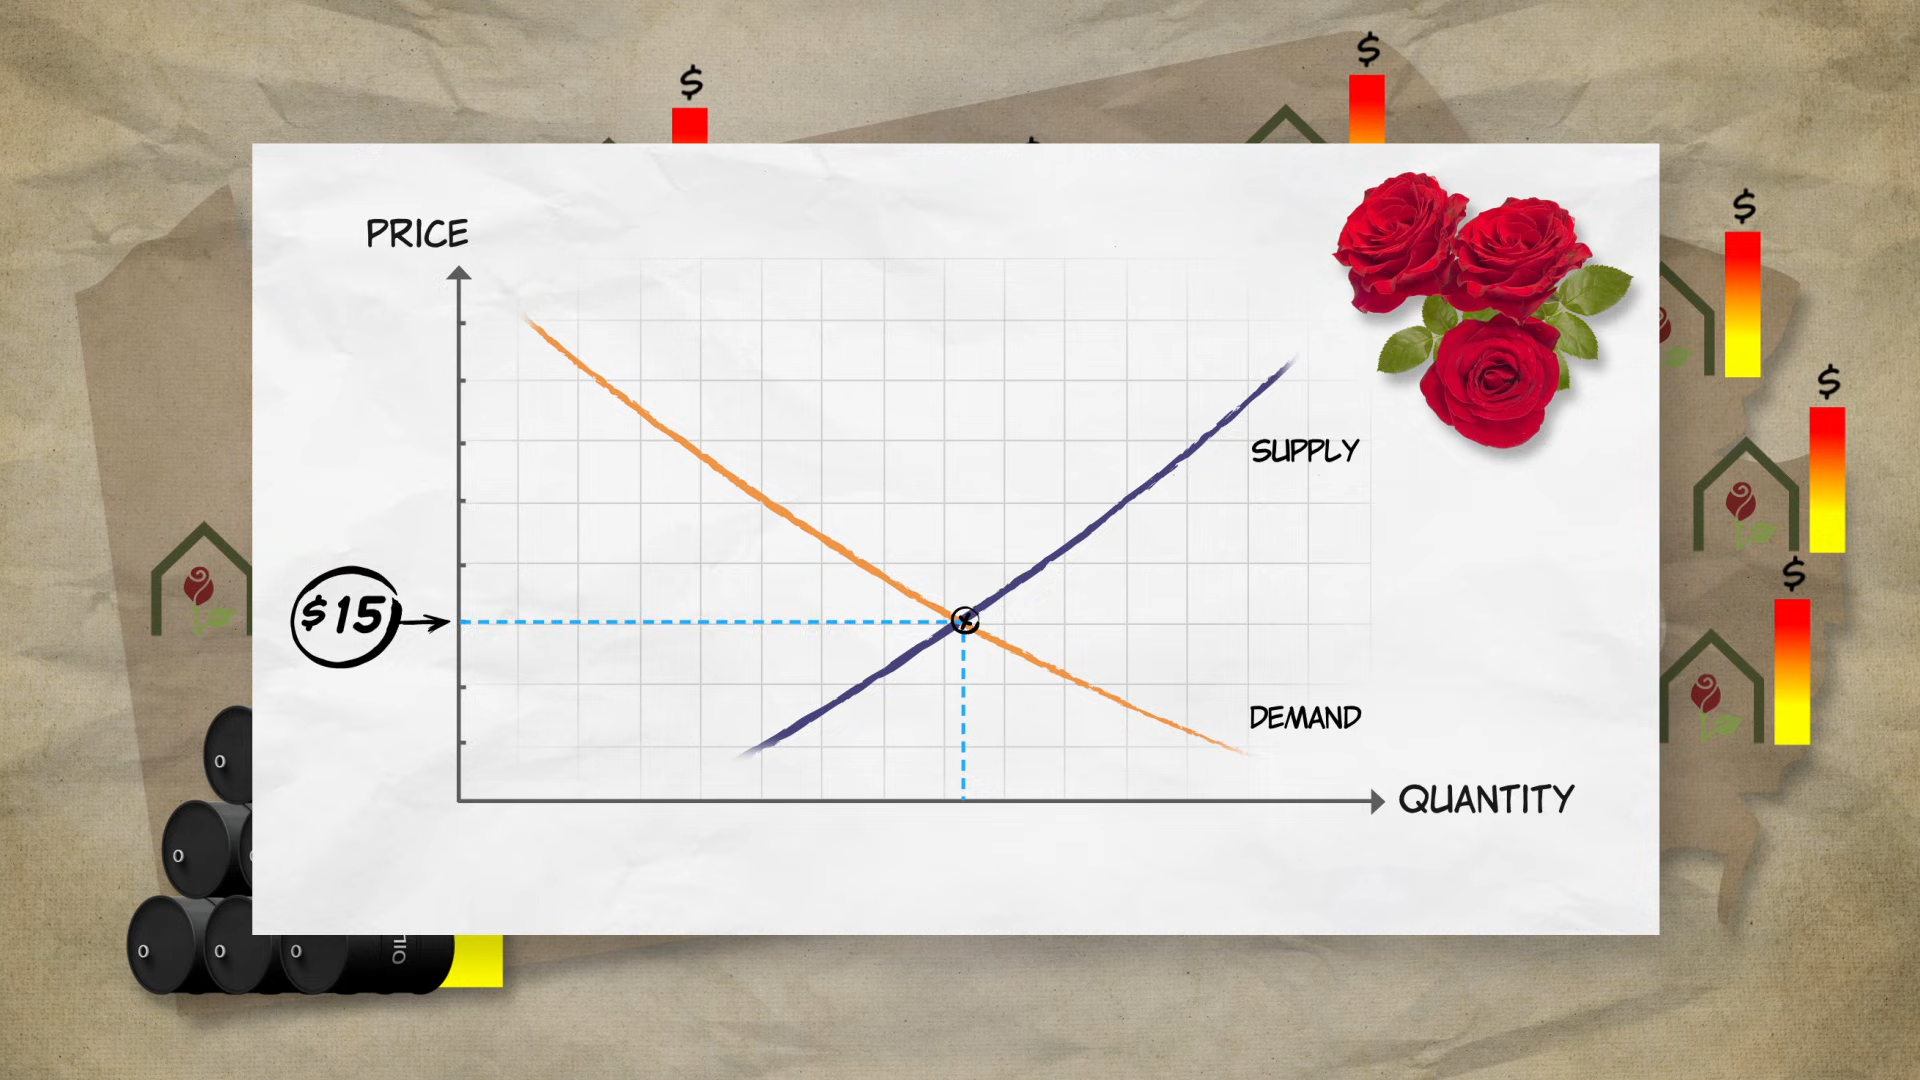 $
$
PRICE
$
$
SUPPLY
$
$15
DEMAND
O
QUANTITY
O
O
O
O
OIL